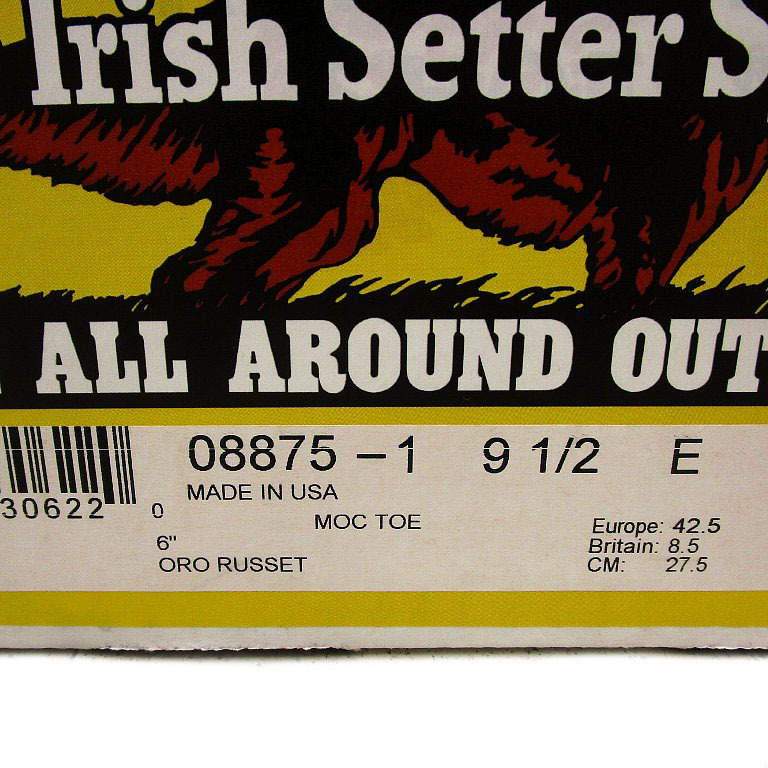 Irish Setter S
ALL AROUND OUT
08875 – 1 9 1/2 E
30622 0
MADE IN USA
MOC TOE
6"
ORO RUSSET
Europe: 42.5
Britain: 8.5
CM: 27.5